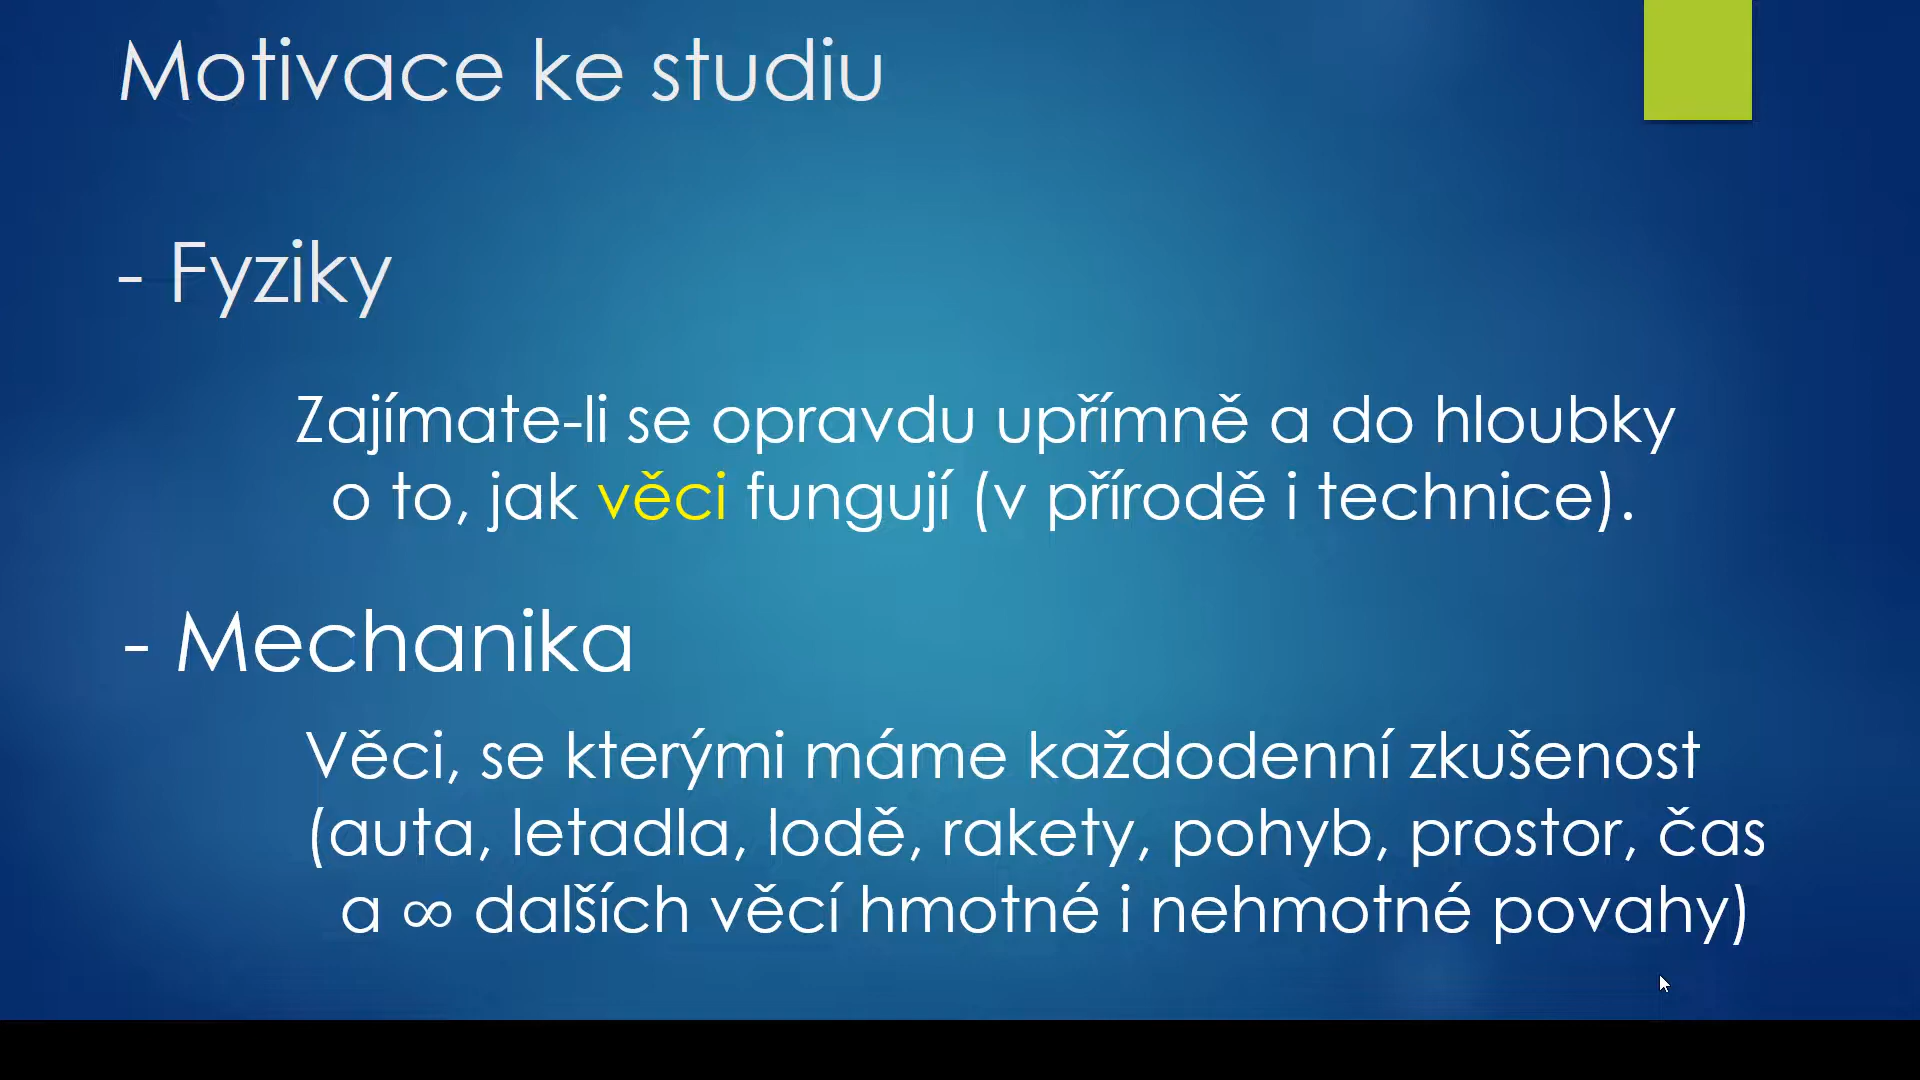 Motivace ke studiu
- Fyziky
Zajímate-li se opravdu upřímně a do hloubky
o to, jak věci fungují (v přírodě i technice).
- Mechanika
Věci, se kterými máme každodenní zkušenost
(auta, letadla, lodě, rakety, pohyb, prostor, čas
a ∞ dalších věcí hmotné i nehmotné povahy)